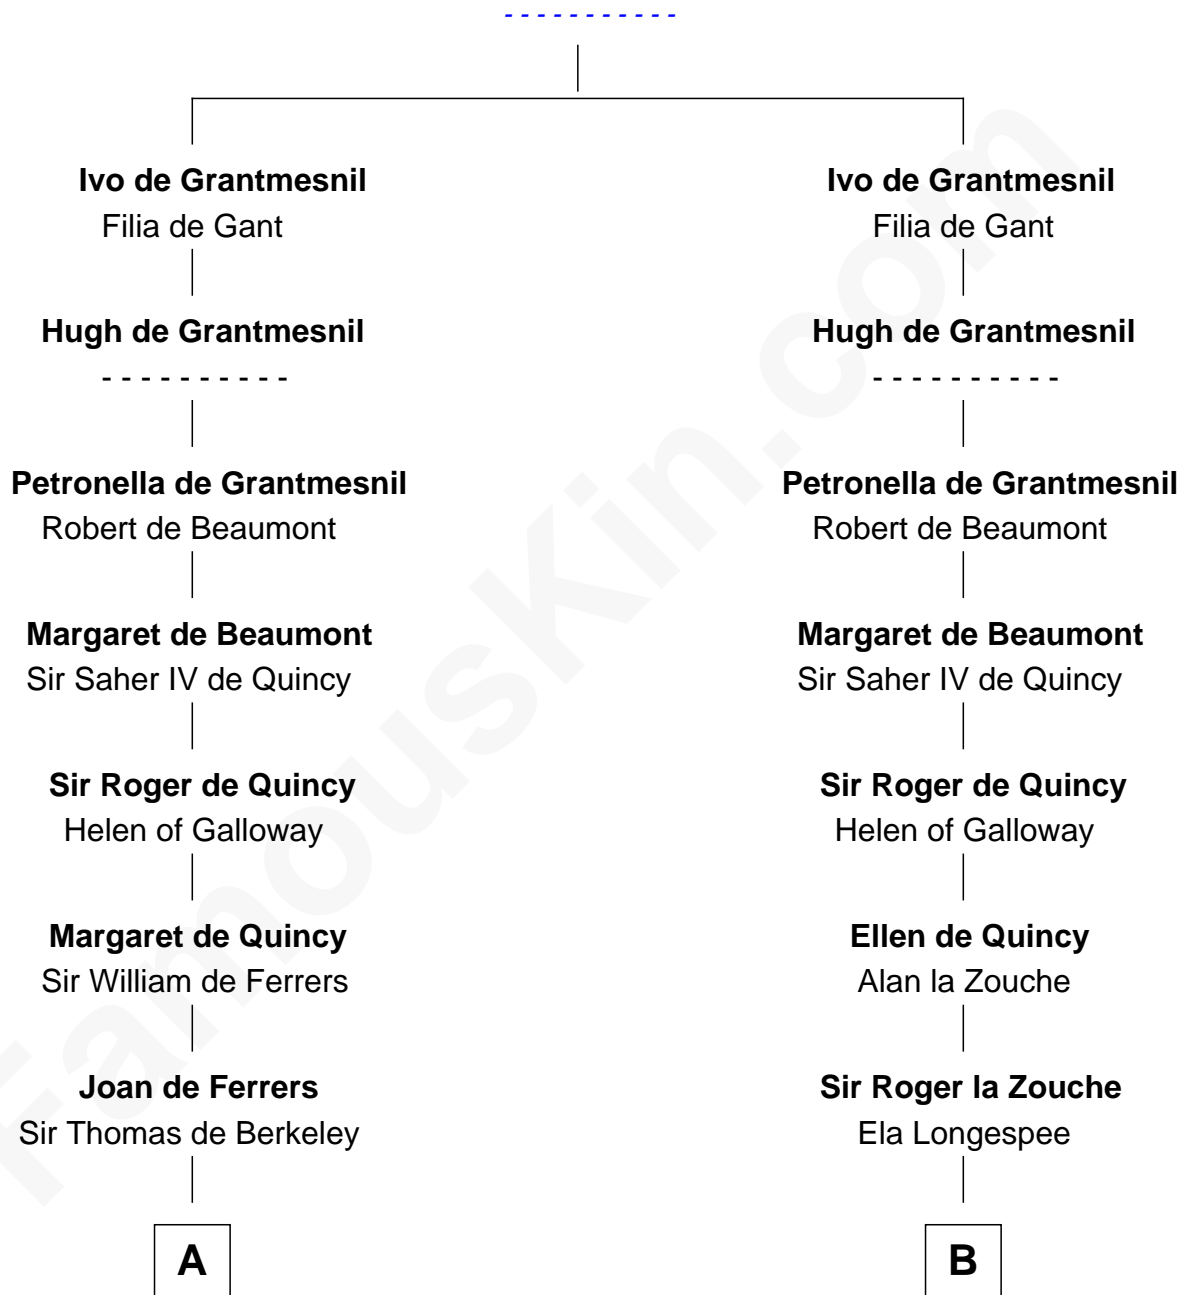 - - - - - - - - - - -
Ivo de Grantmesnil
Filia de Gant
Hugh de Grantmesnil
- - - - - - - - - -
Petronella de Grantmesnil
Robert de Beaumont
Margaret de Beaumont
Sir Saher IV de Quincy
Sir Roger de Quincy
Helen of Galloway
Margaret de Quincy
Sir William de Ferrers
Joan de Ferrers
Sir Thomas de Berkeley
A
Ivo de Grantmesnil
Filia de Gant
Hugh de Grantmesnil
- - - - - - - - - -
Petronella de Grantmesnil
Robert de Beaumont
Margaret de Beaumont
Sir Saher IV de Quincy
Sir Roger de Quincy
Helen of Galloway
Ellen de Quincy
Alan la Zouche
Sir Roger la Zouche
Ela Longespee
B
FamousKin.com